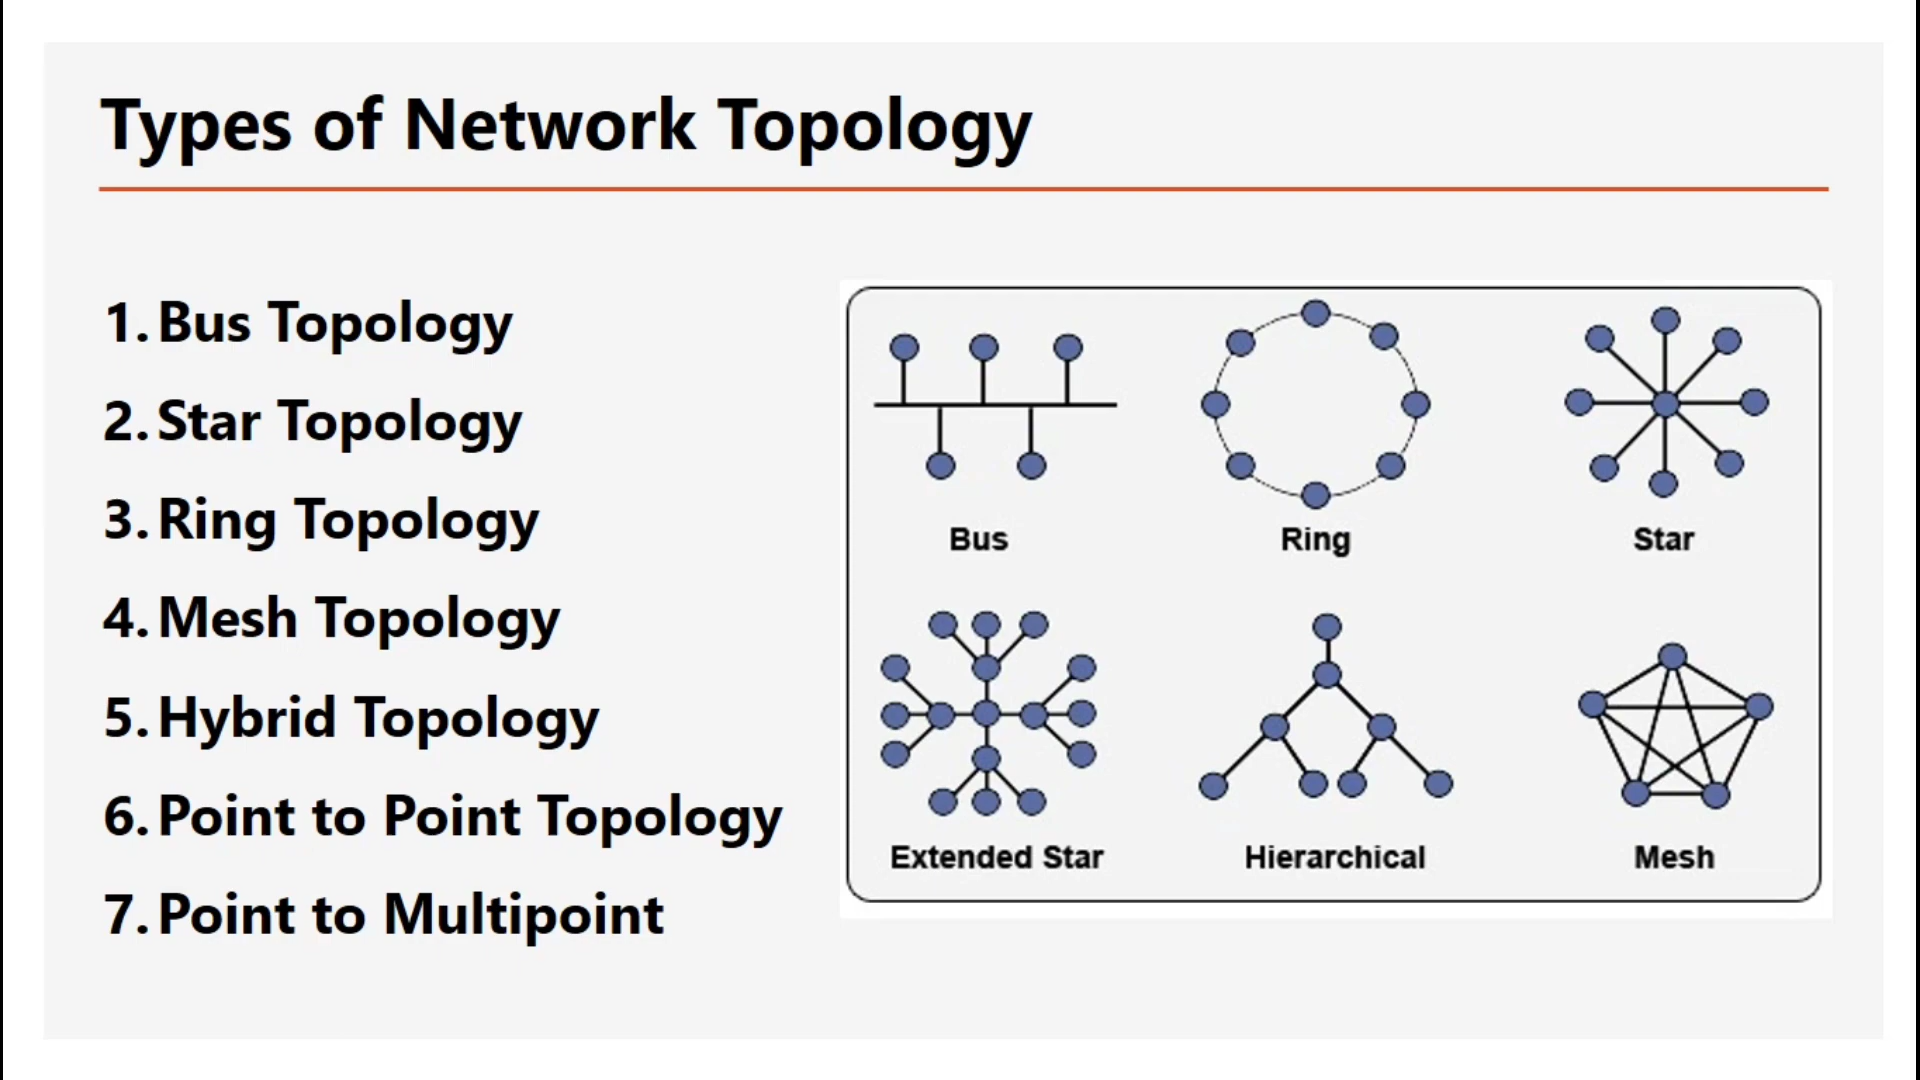 Types of Network Topology
1. Bus Topology
2. Star Topology
3. Ring Topology
4. Mesh Topology
5. Hybrid Topology
6. Point to Point Topology
7. Point to Multipoint
Bus
Ring
Star
Extended Star
Hierarchical
Mesh